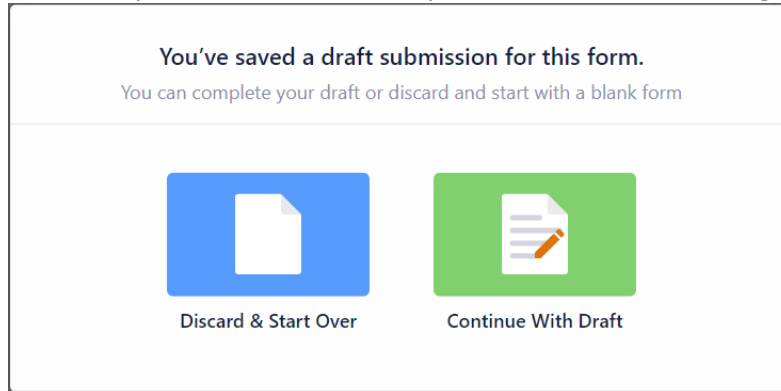 You’ve saved a draft submission for this form.
You can complete your draft or discard and start with a blank form
Discard & Start Over
Continue With Draft